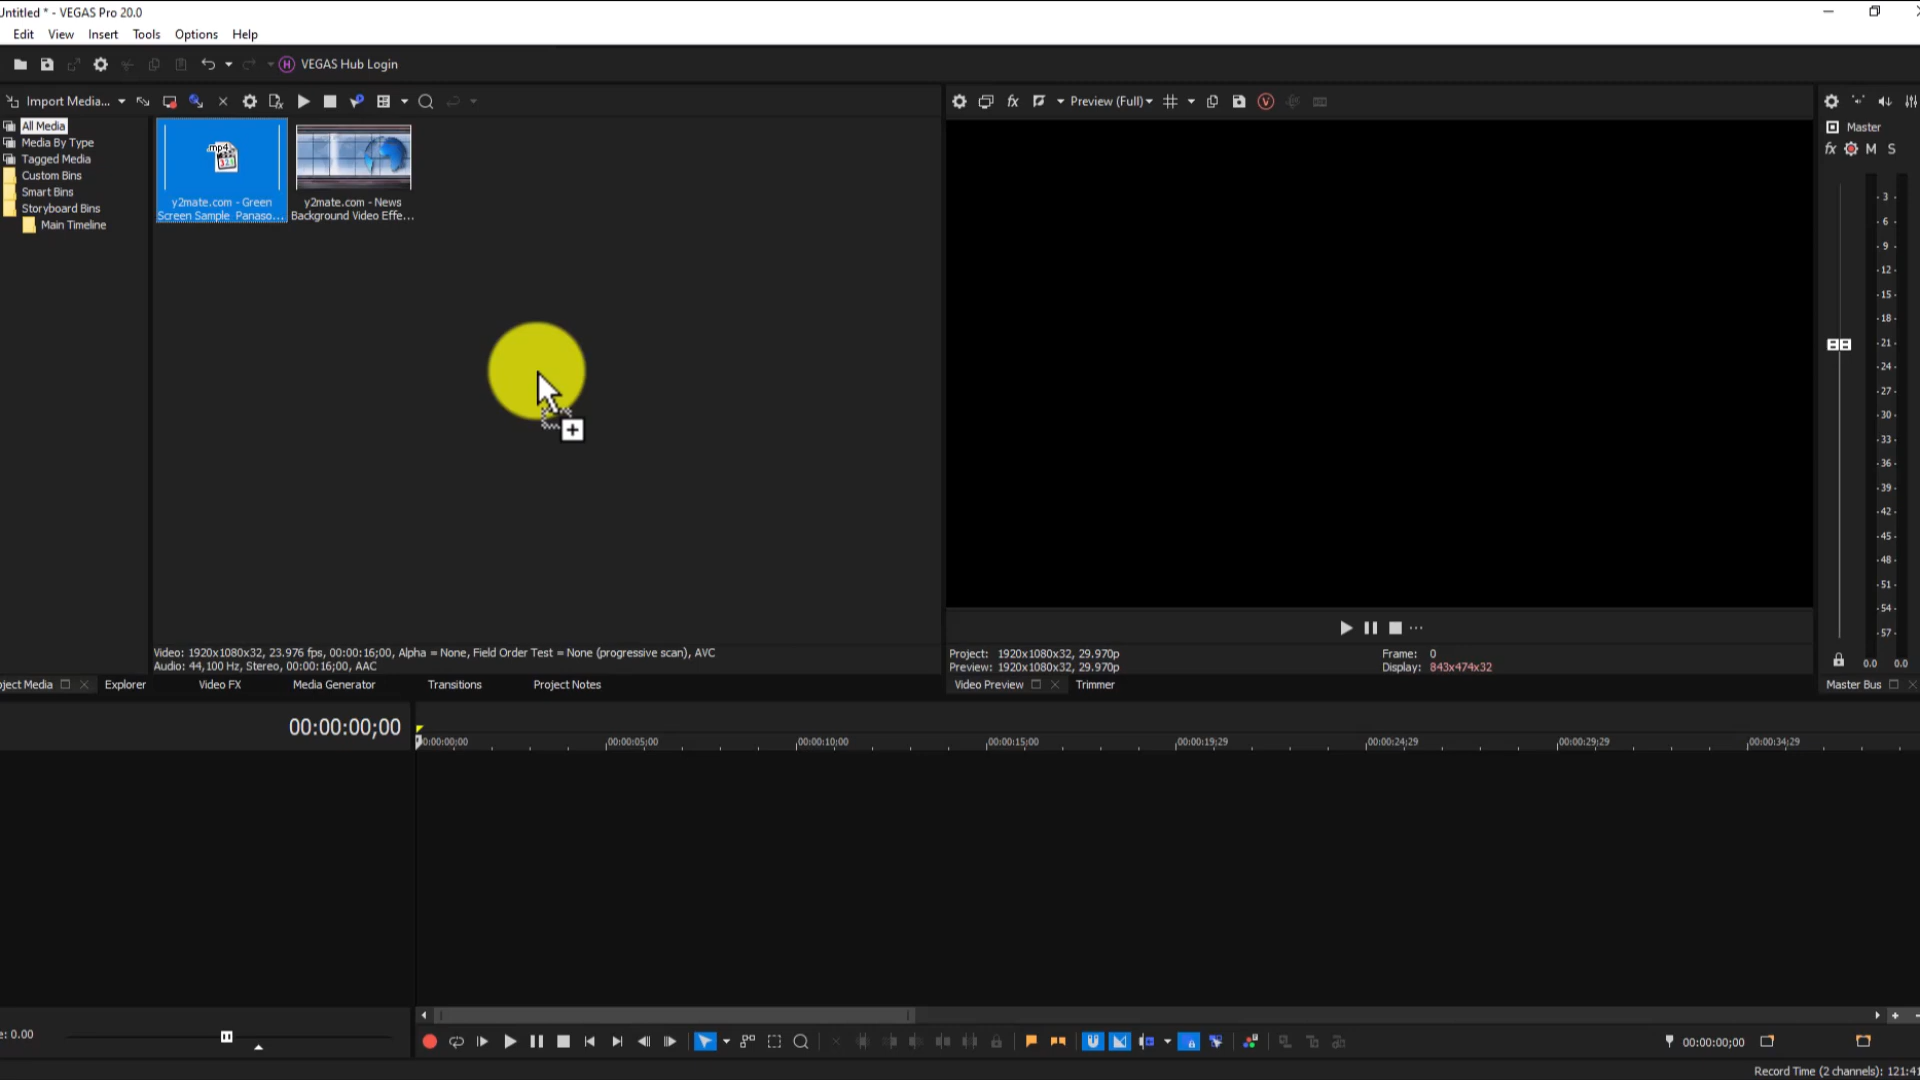 Untitled * - VEGAS Pro 20.0
Edit View Insert Tools Options Help
VEGAS Hub Login
Import Media...
All Media
Media By Type
Tagged Media
Custom Bins
Smart Bins
Storyboard Bins
Main Timeline
.mp4
y2mate.com - Green
Screen Sample Panaso...
y2mate.com - News
Background Video Effe...
Video: 1920x1080x32, 23.976 fps, 00:00:16;00, Alpha = None, Field Order Test = None (progressive scan), AVC
Audio: 44,100 Hz, Stereo, 00:00:16;00, AAC
oject Media Explorer Video FX Media Generator Transitions Project Notes
fx Preview (Full)
Project: 1920x1080x32, 29.970p
Preview: 1920x1080x32, 29.970p
Frame: 0
Display: 843x474x32
Video Preview Trimmer
Master
fx M S
- 3 -
- 6 -
- 9 -
- 12 -
- 15 -
- 18 -
- 21 -
- 24 -
- 27 -
- 30 -
- 33 -
- 36 -
- 39 -
- 42 -
- 45 -
- 48 -
- 51 -
- 54 -
- 57 -
0.0 0.0
Master Bus
00:00:00;00
00:00:00;00 00:00:05;00 00:00:10;00 00:00:15;00 00:00:19;29 00:00:24;29 00:00:29;29 00:00:34;29
e: 0.00
00:00:00;00
Record Time (2 channels): 121:41